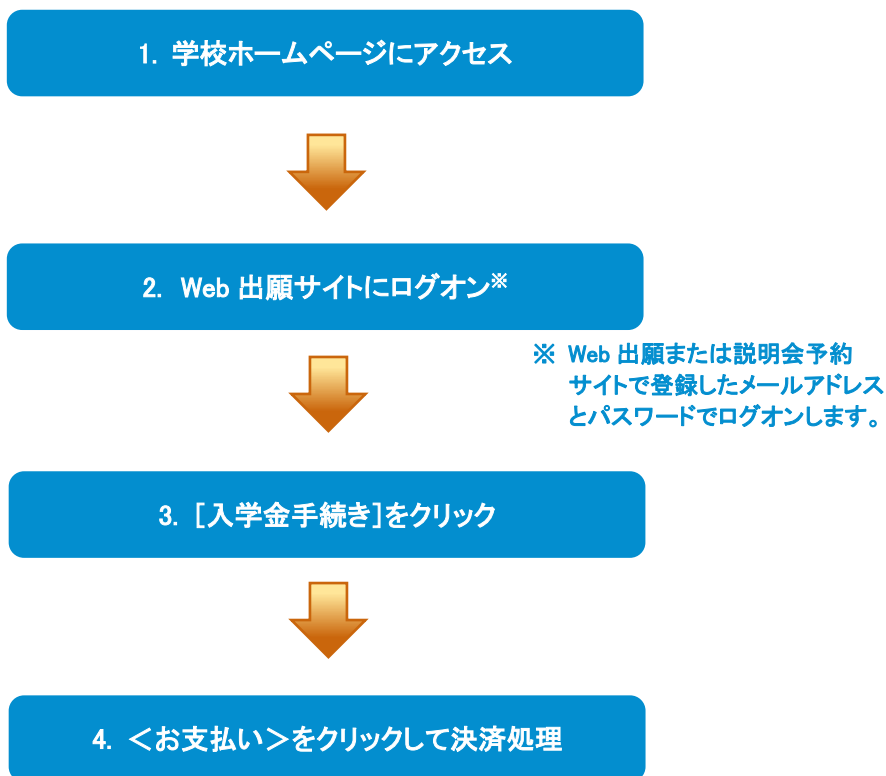 1. 学校ホームページにアクセス
2. Web 出願サイトにログオン※
※ Web 出願または説明会予約
サイトで登録したメールアドレス
とパスワードでログオンします。
3. [入学金手続き]をクリック
4. <お支払い>をクリックして決済処理